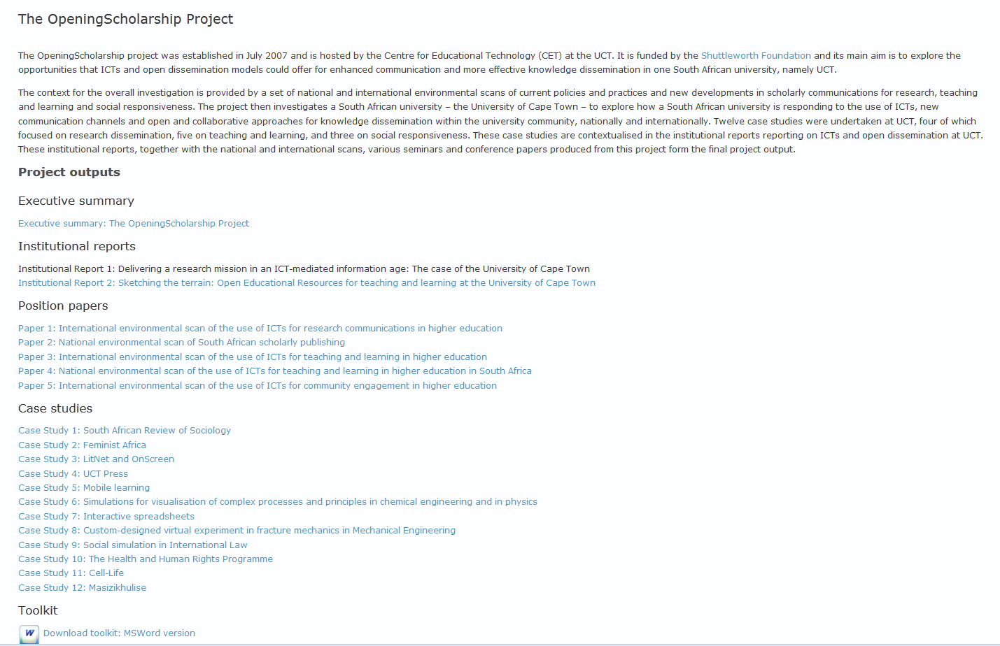 The OpeningScholarship Project
The OpeningScholarship project was established in July 2007 and is hosted by the Centre for Educational Technology (CET) at the UCT. It is funded by the Shuttleworth Foundation and its main aim is to explore the
opportunities that ICTs and open dissemination models could offer for enhanced communication and more effective knowledge dissemination in one South African university, namely UCT.
The context for the overall investigation is provided by a set of national and international environmental scans of current policies and practices and new developments in scholarly communications for research, teaching
and learning and social responsiveness. The project then investigates a South African university – the University of Cape Town – to explore how a South African university is responding to the use of ICTs, new
communication channels and open and collaborative approaches for knowledge dissemination within the university community, nationally and internationally. Twelve case studies were undertaken at UCT, four of which
focused on research dissemination, five on teaching and learning, and three on social responsiveness. These case studies are contextualised in the institutional reports reporting on ICTs and open dissemination at UCT.
These institutional reports, together with the national and international scans, various seminars and conference papers produced from this project form the final project output.
Project outputs
Executive summary
Executive summary: The OpeningScholarship Project
Institutional reports
Institutional Report 1: Delivering a research mission in an ICT-mediated information age: The case of the University of Cape Town
Institutional Report 2: Sketching the terrain: Open Educational Resources for teaching and learning at the University of Cape Town
Position papers
Paper 1: International environmental scan of the use of ICTs for research communications in higher education
Paper 2: National environmental scan of South African scholarly publishing
Paper 3: International environmental scan of the use of ICTs for teaching and learning in higher education
Paper 4: National environmental scan of the use of ICTs for teaching and learning in higher education in South Africa
Paper 5: International environmental scan of the use of ICTs for community engagement in higher education
Case studies
Case Study 1: South African Review of Sociology
Case Study 2: Feminist Africa
Case Study 3: LitNet and OnScreen
Case Study 4: UCT Press
Case Study 5: Mobile learning
Case Study 6: Simulations for visualisation of complex processes and principles in chemical engineering and in physics
Case Study 7: Interactive spreadsheets
Case Study 8: Custom-designed virtual experiment in fracture mechanics in Mechanical Engineering
Case Study 9: Social simulation in International Law
Case Study 10: The Health and Human Rights Programme
Case Study 11: Cell-Life
Case Study 12: Masizikhulise
Toolkit
W Download toolkit: MSWord version